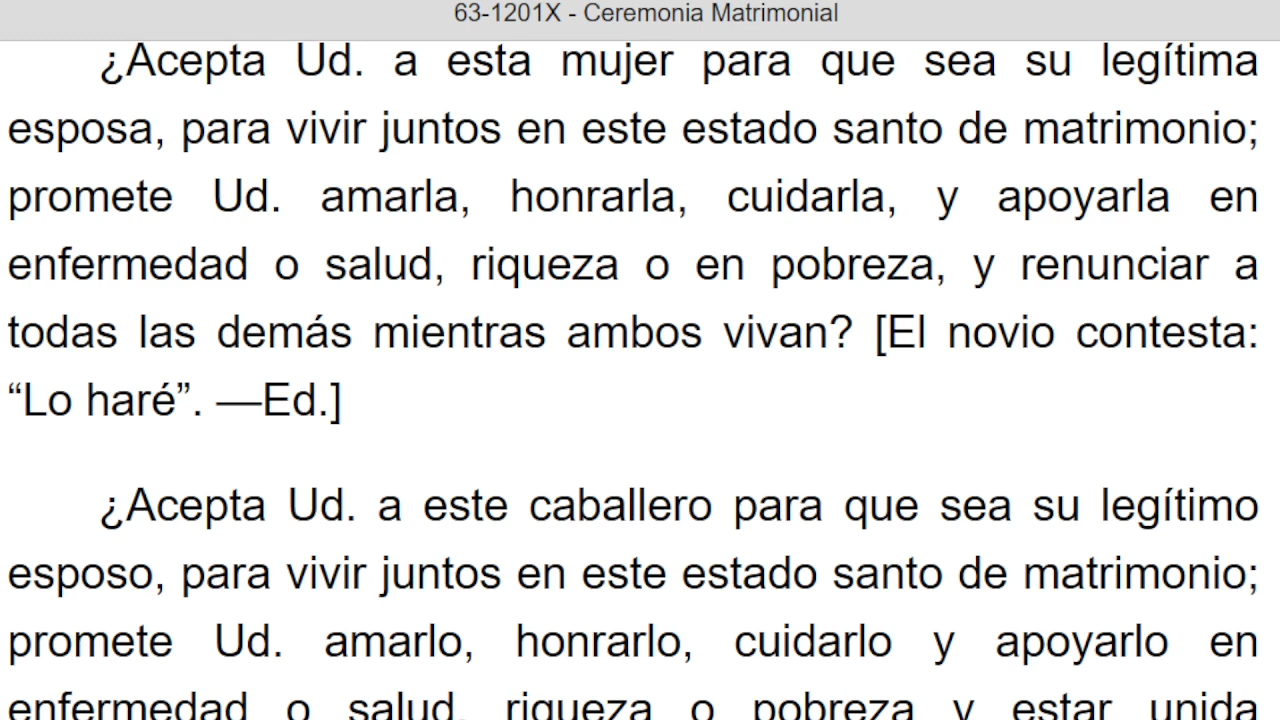 63-1201X - Ceremonia Matrimonial
¿Acepta Ud. a esta mujer para que sea su legítima
esposa, para vivir juntos en este estado santo de matrimonio;
promete Ud. amarla, honrarla, cuidarla, y apoyarla en
enfermedad o salud, riqueza o en pobreza, y renunciar a
todas las demás mientras ambos vivan? [El novio contesta:
“Lo haré”. —Ed.]
¿Acepta Ud. a este caballero para que sea su legítimo
esposo, para vivir juntos en este estado santo de matrimonio;
promete Ud. amarlo, honrarlo, cuidarlo y apoyarlo en
enfermedad o salud, riqueza o pobreza y estar unida